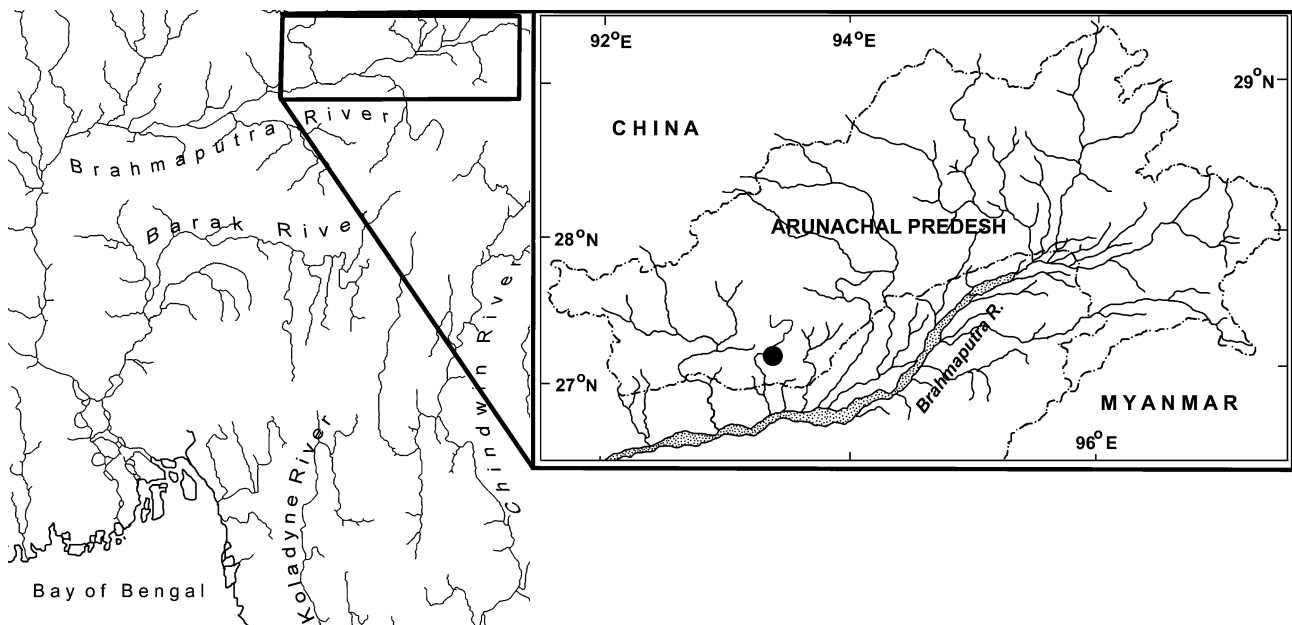 Brahmaputra River
Barak River
Chindwin River
Koladyne River
Bay of Bengal
92°E
94°E
29°N
CHINA
ARUNACHAL PREDESH
28°N
27°N
Brahmaputra R.
MYANMAR
96°E